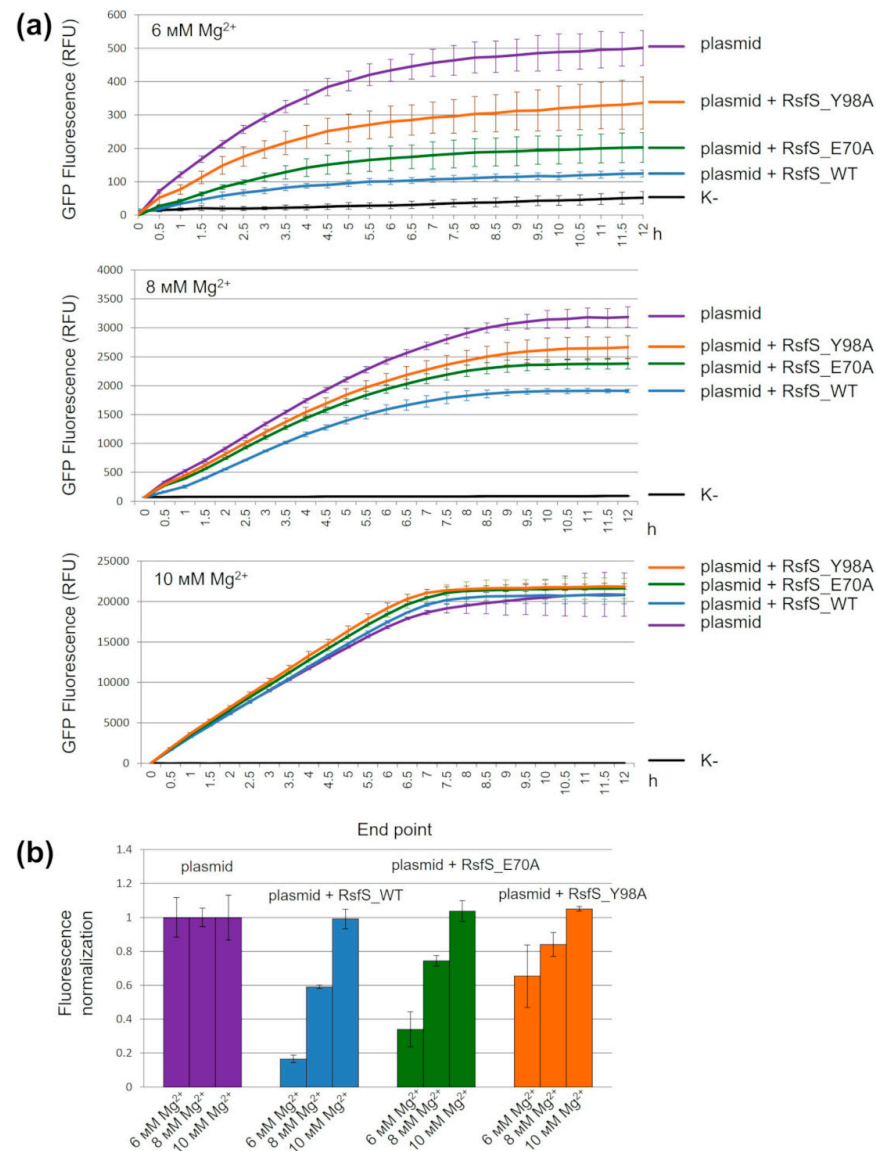 (a)
6 мМ Mg²⁺
GFP Fluorescence (RFU)
600
500
400
300
200
100
0
0 0.5 1 1.5 2 2.5 3 3.5 4 4.5 5 5.5 6 6.5 7 7.5 8 8.5 9 9.5 10 10.5 11 11.5 12
h
plasmid
plasmid + RsfS_Y98A
plasmid + RsfS_E70A
plasmid + RsfS_WT
K-
8 мМ Mg²⁺
GFP Fluorescence (RFU)
4000
3500
3000
2500
2000
1500
1000
500
0
0 0.5 1 1.5 2 2.5 3 3.5 4 4.5 5 5.5 6 6.5 7 7.5 8 8.5 9 9.5 10 10.5 11 11.5 12
h
plasmid
plasmid + RsfS_Y98A
plasmid + RsfS_E70A
plasmid + RsfS_WT
K-
10 мМ Mg²⁺
GFP Fluorescence (RFU)
25000
20000
15000
10000
5000
0
0 0.5 1 1.5 2 2.5 3 3.5 4 4.5 5 5.5 6 6.5 7 7.5 8 8.5 9 9.5 10 10.5 11 11.5 12
h
plasmid + RsfS_Y98A
plasmid + RsfS_E70A
plasmid + RsfS_WT
plasmid
K-
(b)
End point
Fluorescence
normalization
1.4
1.2
1
0.8
0.6
0.4
0.2
0
plasmid
plasmid + RsfS_WT
plasmid + RsfS_E70A
plasmid + RsfS_Y98A
6 мМ Mg²⁺
8 мМ Mg²⁺
10 мМ Mg²⁺
6 мМ Mg²⁺
8 мМ Mg²⁺
10 мМ Mg²⁺
6 мМ Mg²⁺
8 мМ Mg²⁺
10 мМ Mg²⁺
6 мМ Mg²⁺
8 мМ Mg²⁺
10 мМ Mg²⁺